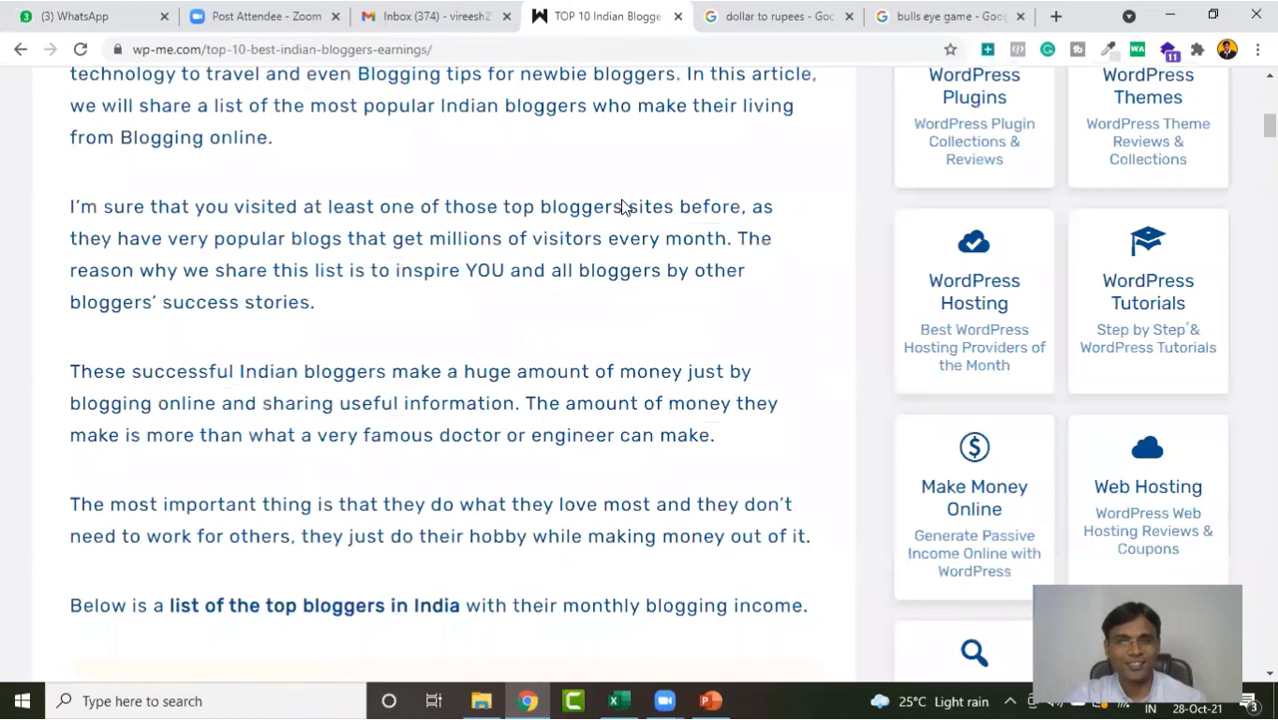 (3) WhatsApp
Post Attendee - Zoom
Inbox (374) - vireesh2
TOP 10 Indian Blogge
dollar to rupees - Goo
bulls eye game - Goo
wp-me.com/top-10-best-indian-bloggers-earnings/
WA
11
technology to travel and even Blogging tips for newbie bloggers. In this article,
we will share a list of the most popular Indian bloggers who make their living
from Blogging online.
I'm sure that you visited at least one of those top bloggers sites before, as
they have very popular blogs that get millions of visitors every month. The
reason why we share this list is to inspire YOU and all bloggers by other
bloggers' success stories.
These successful Indian bloggers make a huge amount of money just by
blogging online and sharing useful information. The amount of money they
make is more than what a very famous doctor or engineer can make.
The most important thing is that they do what they love most and they don't
need to work for others, they just do their hobby while making money out of it.
Below is a list of the top bloggers in India with their monthly blogging income.
WordPress
Plugins
WordPress Plugin
Collections &
Reviews
WordPress
Themes
WordPress Theme
Reviews &
Collections
WordPress
Hosting
Best WordPress
Hosting Providers of
the Month
WordPress
Tutorials
Step by Step &
WordPress Tutorials
Make Money
Online
Generate Passive
Income Online with
WordPress
Web Hosting
WordPress Web
Hosting Reviews &
Coupons
Type here to search
25°C Light rain
IN
28-Oct-21
3